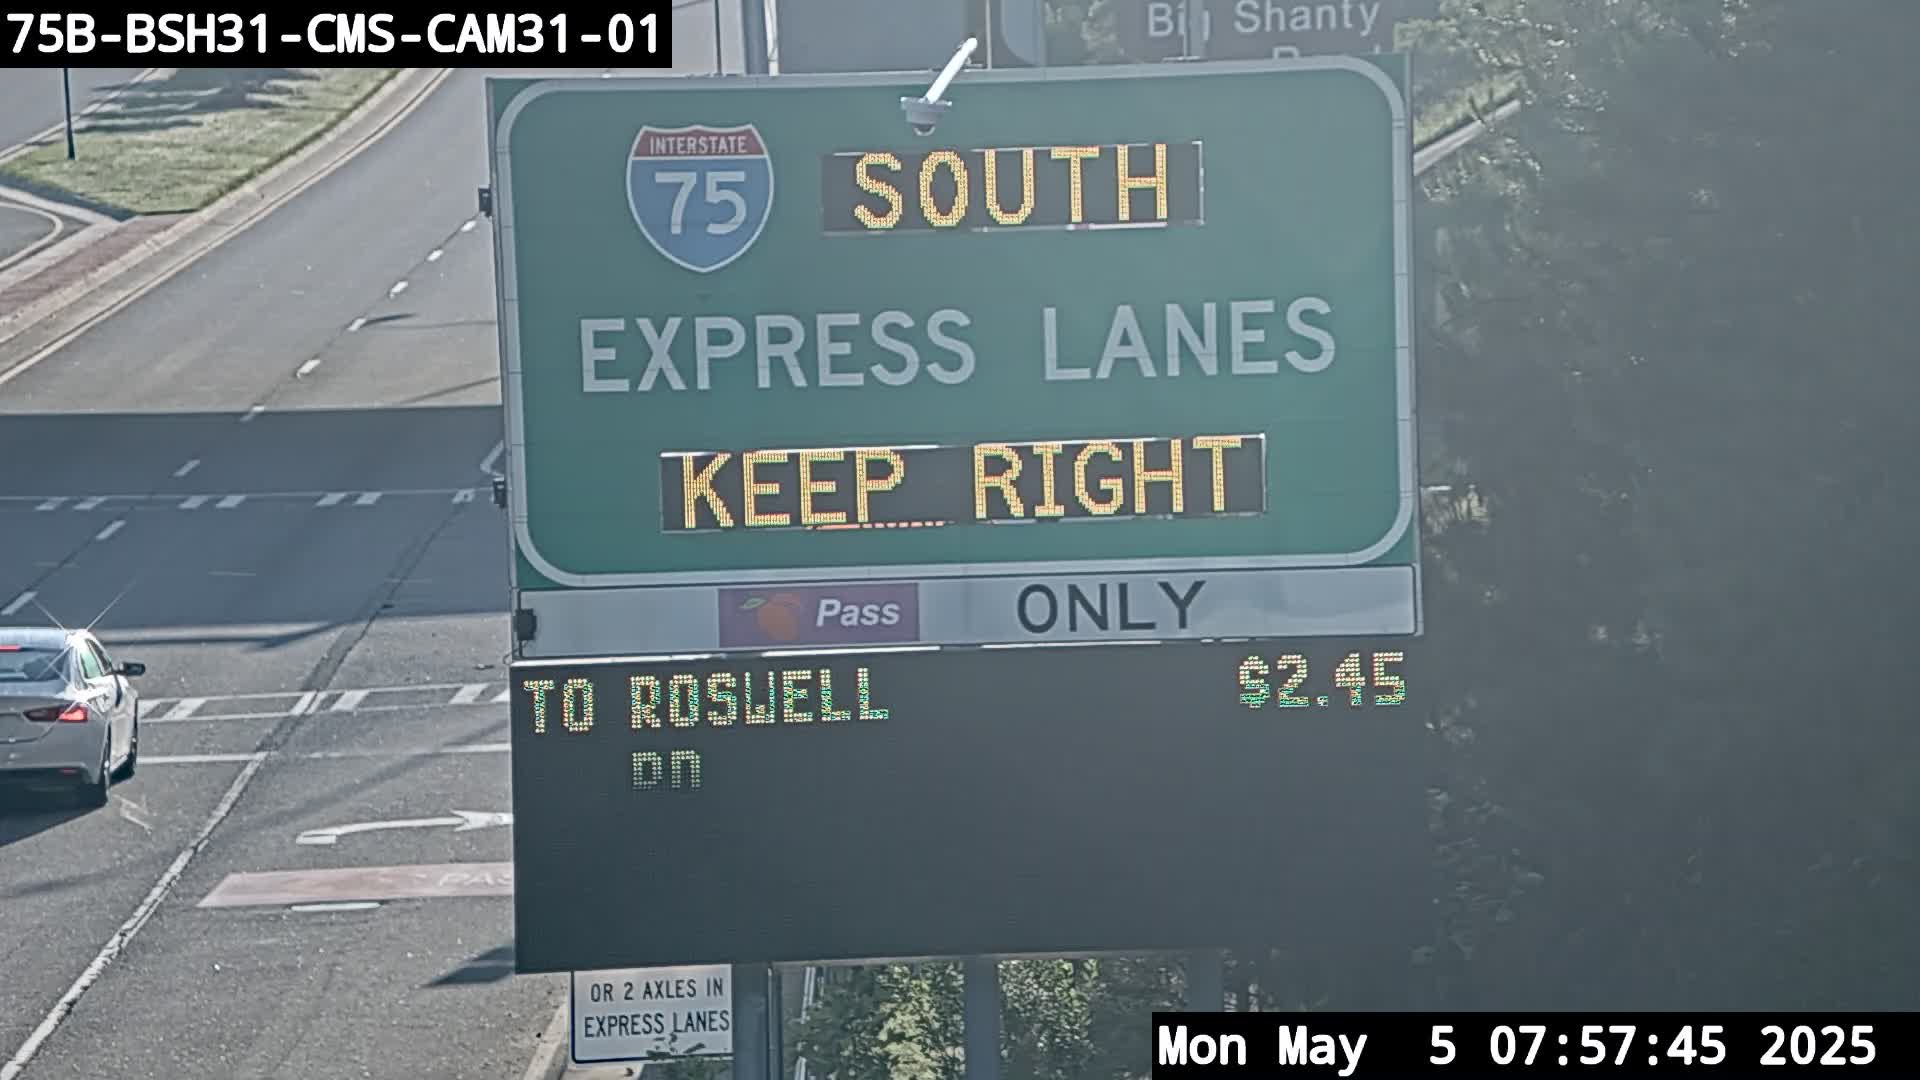 75B-BSH31-CMS-CAM31-01
Big Shanty
INTERSTATE
75
SOUTH
EXPRESS LANES
KEEP RIGHT
Pass
ONLY
TO ROSWELL $2.45
OR 2 AXLES IN
EXPRESS LANES
Mon May 5 07:57:45 2025